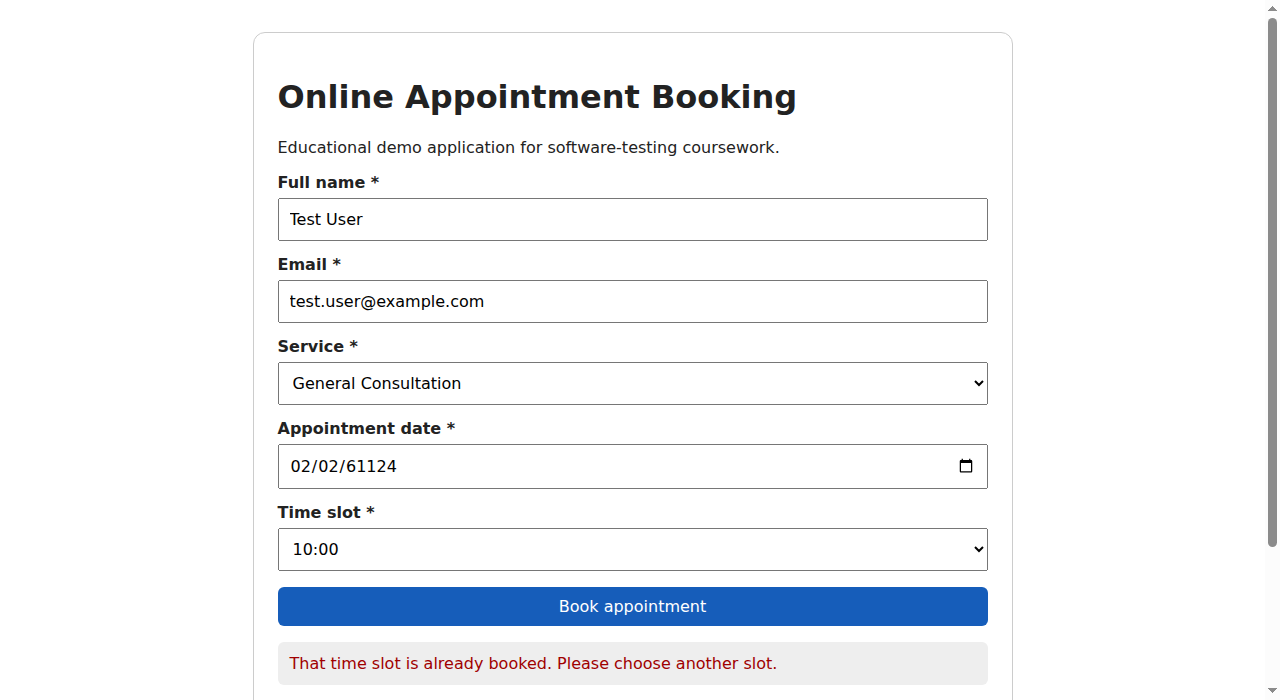 Online Appointment Booking
Educational demo application for software-testing coursework.
Full name *
Test User
Email *
test.user@example.com
Service *
General Consultation
Appointment date *
02/02/61124
Time slot *
10:00
Book appointment
That time slot is already booked. Please choose another slot.